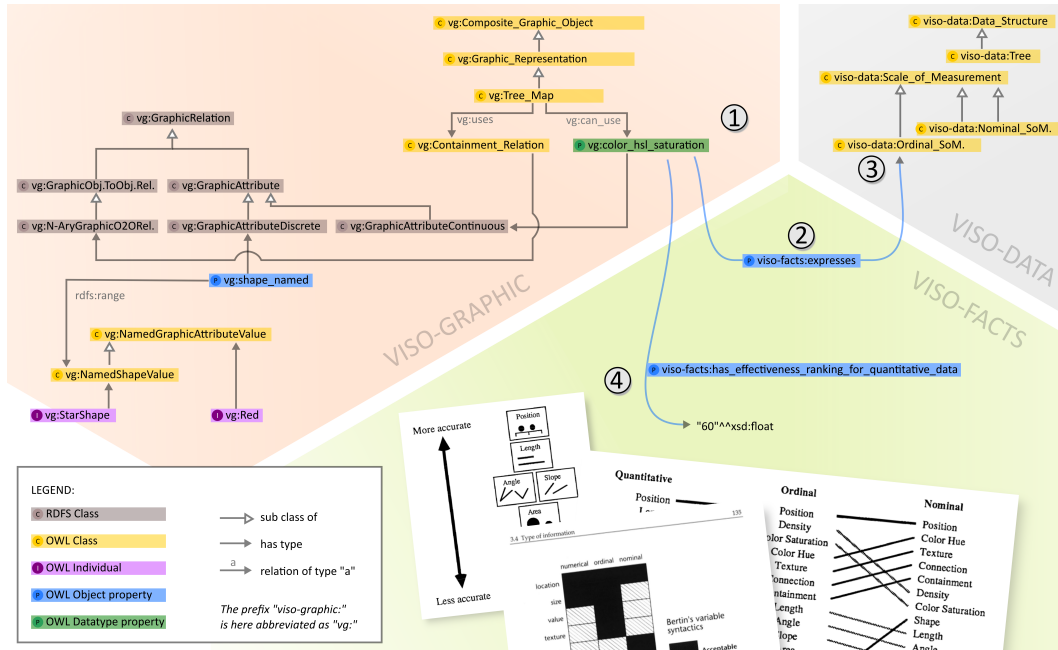 vg:Composite_Graphic_Object
vg:Graphic_Representation
vg:Tree_Map
vg:uses
vg:can_use
vg:Containment_Relation
vg:color_hsl_saturation
1
vg:GraphicRelation
vg:GraphicObj.ToObj.Rel.
vg:GraphicAttribute
vg:N-AryGraphicO2ORel.
vg:GraphicAttributeDiscrete
vg:GraphicAttributeContinuous
vg:shape_named
rdfs:range
vg:NamedGraphicAttributeValue
vg:NamedShapeValue
vg:StarShape
vg:Red
VISO-GRAPHIC
viso-data:Data_Structure
viso-data:Tree
viso-data:Scale_of_Measurement
viso-data:Nominal_SoM.
viso-data:Ordinal_SoM.
3
VISO-DATA
2
viso-facts:expresses
VISO-FACTS
viso-facts:has_effectiveness_ranking_for_quantitative_data
4
"60"^^xsd:float
LEGEND:
C RDFS Class
C OWL Class
I OWL Individual
P OWL Object property
P OWL Datatype property
sub class of
has type
a
relation of type "a"
The prefix "viso-graphic:"
is here abbreviated as "vg:"
More accurate
Less accurate
Position
Length
Angle
Slope
Area
Quantitative
Position
3.4 Type of information
135
numerical ordinal nominal
location
size
value
texture
Bertin's variable
syntactics
Acceptable
Ordinal
Position
Density
olor Saturation
Color Hue
Texture
onnection
ntainment
Length
Angle
lope
Nominal
Position
Color Hue
Texture
Connection
Containment
Density
Color Saturation
Shape
Length
Angle